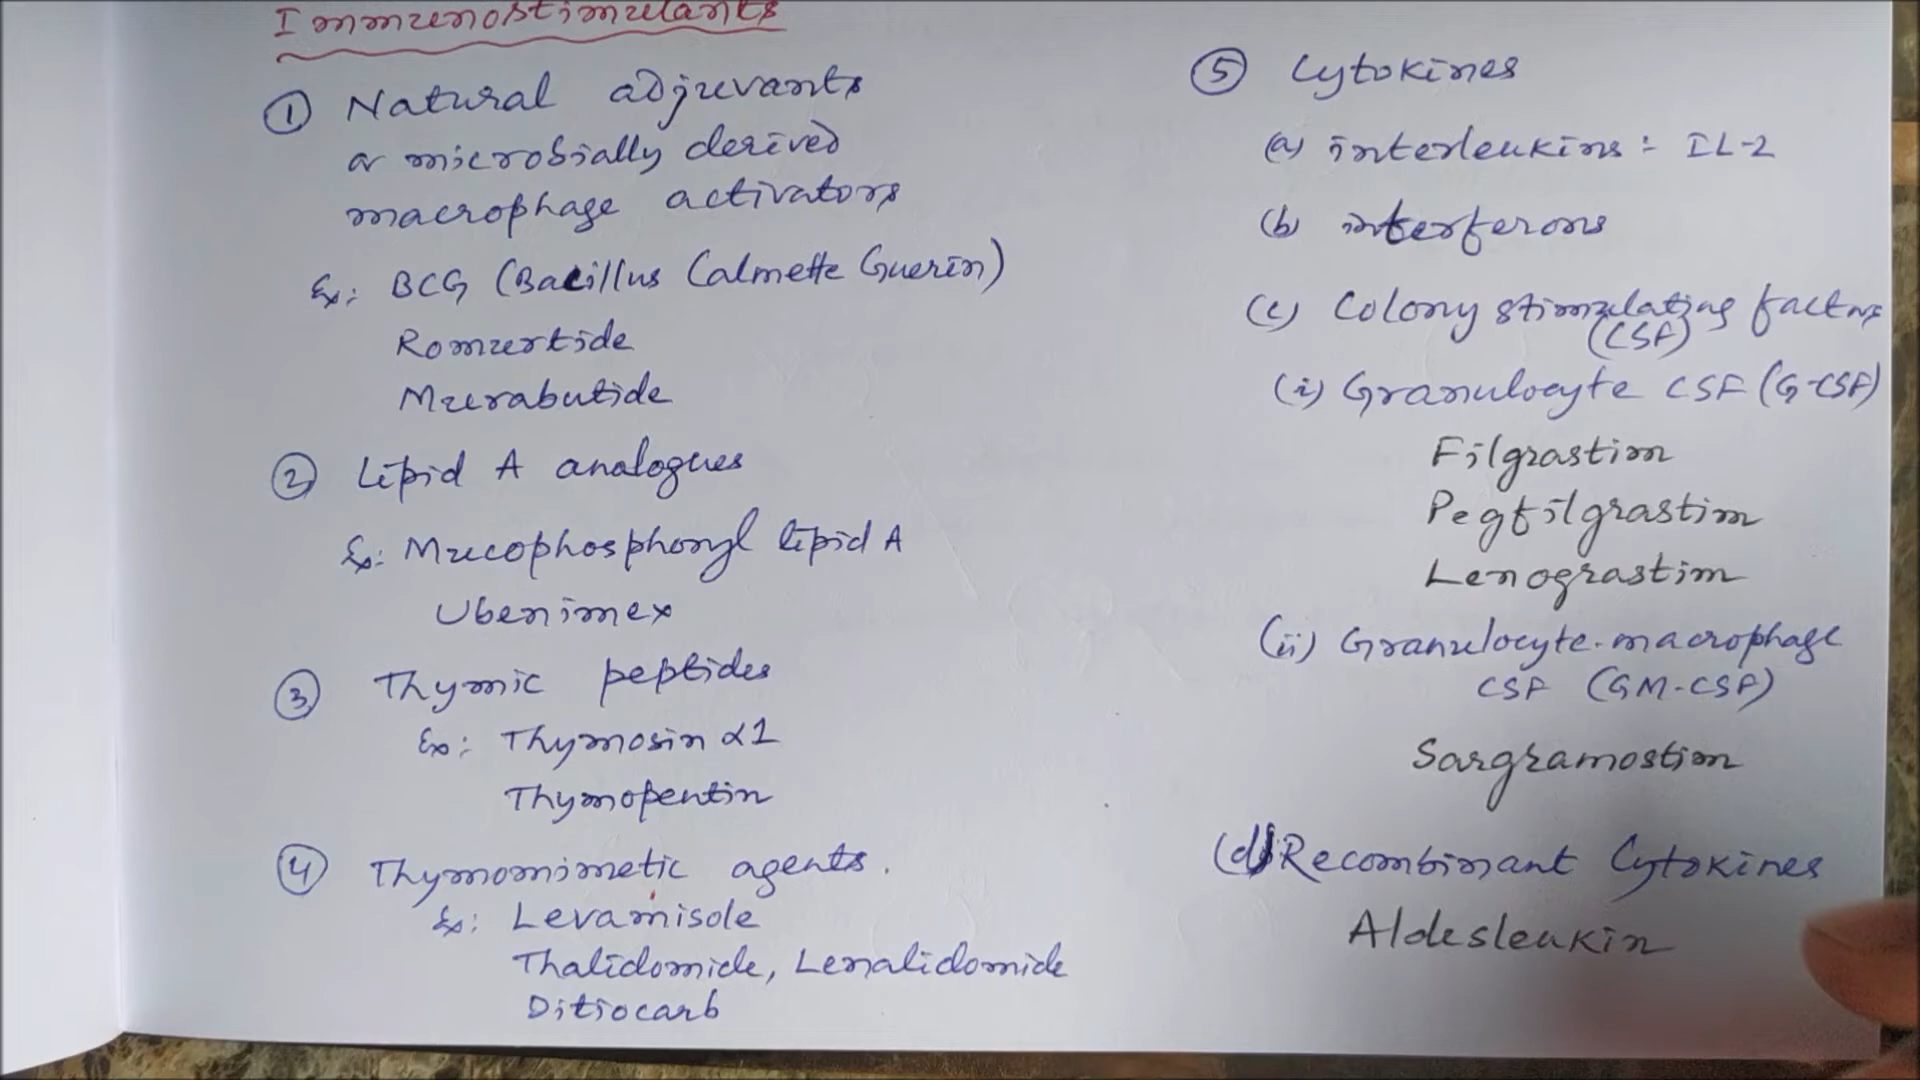 Immunostimulants
① Natural adjuvants
or microbially derived
macrophage activators
Ex: BCG (Bacillus Calmette Guerin)
Romurtide
Murabutide
② Lipid A analogues
Ex: Mucophosphoryl lipid A
Ubenimex
③ Thymic peptides
Ex: Thymosin α1
Thymopentin
④ Thymomimetic agents.
Ex: Levamisole
Thalidomide, Lenalidomide
Ditiocarb
⑤ Cytokines
(a) interleukins: IL-2
(b) interferons
(c) Colony stimulating factors
(CSF)
(i) Granulocyte CSF (G-CSF)
Filgrastim
Pegfilgrastim
Lenograstim
(ii) Granulocyte-macrophage
CSF (GM-CSF)
Sargramostim
(d) Recombinant Cytokines
Aldesleukin